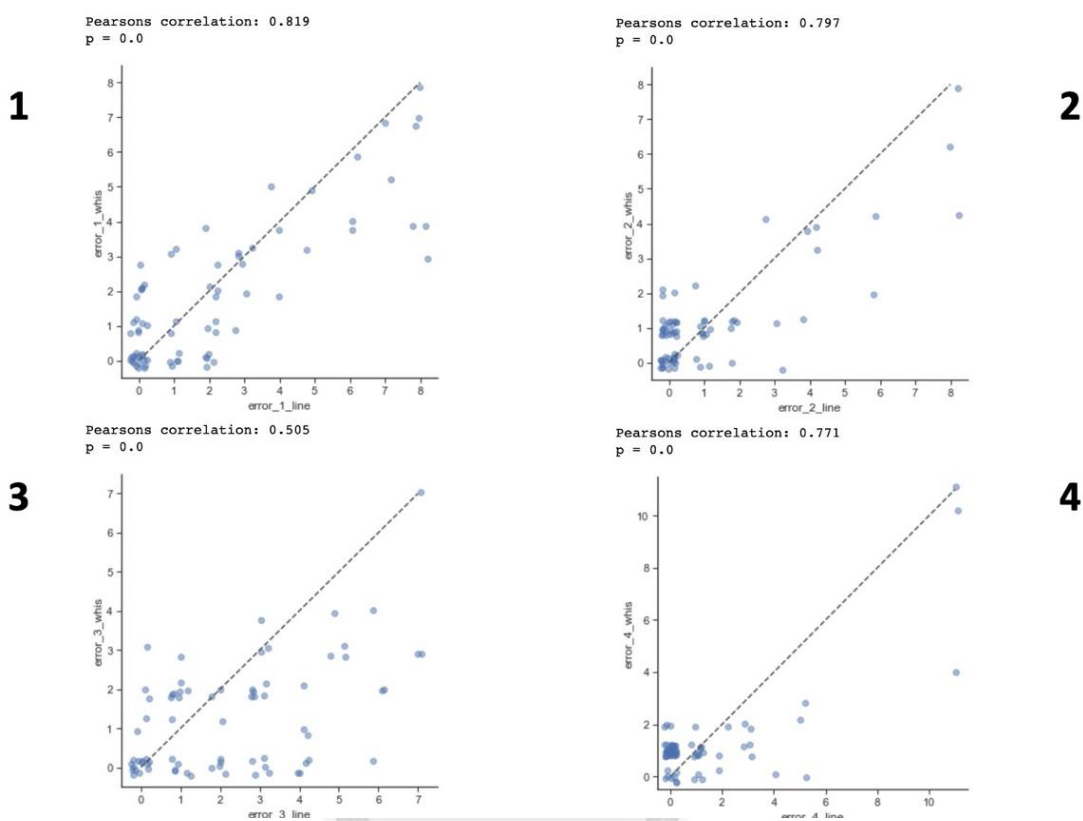 Pearsons correlation: 0.819
p = 0.0
1
8
7
6
5
4
3
2
1
0
error_1_whis
0 1 2 3 4 5 6 7 8
error_1_line
Pearsons correlation: 0.797
p = 0.0
2
8
7
6
5
4
3
2
1
0
error_2_whis
0 1 2 3 4 5 6 7 8
error_2_line
Pearsons correlation: 0.505
p = 0.0
3
7
6
5
4
3
2
1
0
error_3_whis
0 1 2 3 4 5 6 7
error_3_line
Pearsons correlation: 0.771
p = 0.0
4
10
8
6
4
2
0
error_4_whis
0 2 4 6 8 10
error_4_line